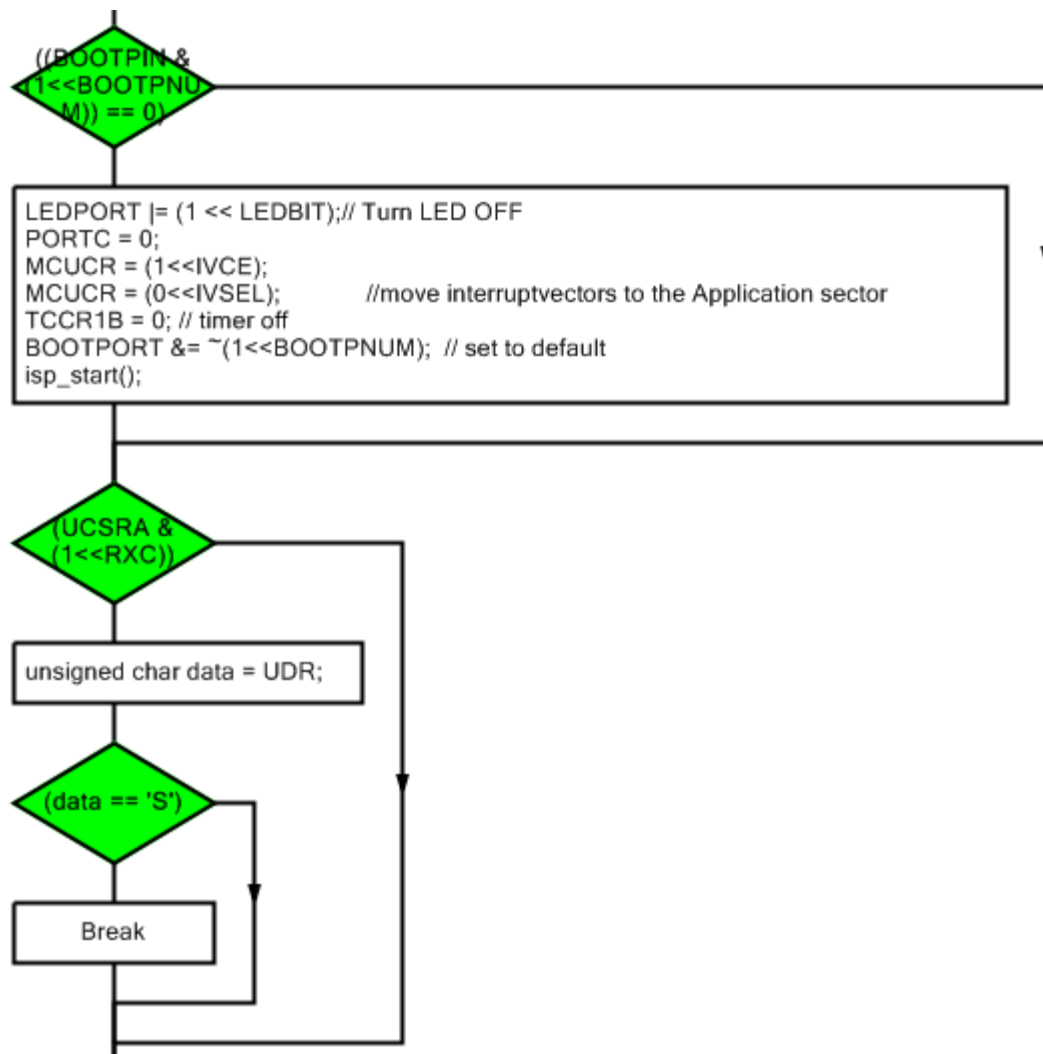 ((BOOTPIN &
(1<<BOOTPNU
M)) == 0)
LEDPORT |= (1 << LEDBIT);// Turn LED OFF
PORTC = 0;
MCUCR = (1<<IVCE);
MCUCR = (0<<IVSEL); //move interruptvectors to the Application sector
TCCR1B = 0; // timer off
BOOTPORT &= ~(1<<BOOTPNUM); // set to default
isp_start();
(UCSRA &
(1<<RXC))
unsigned char data = UDR;
(data == 'S')
Break